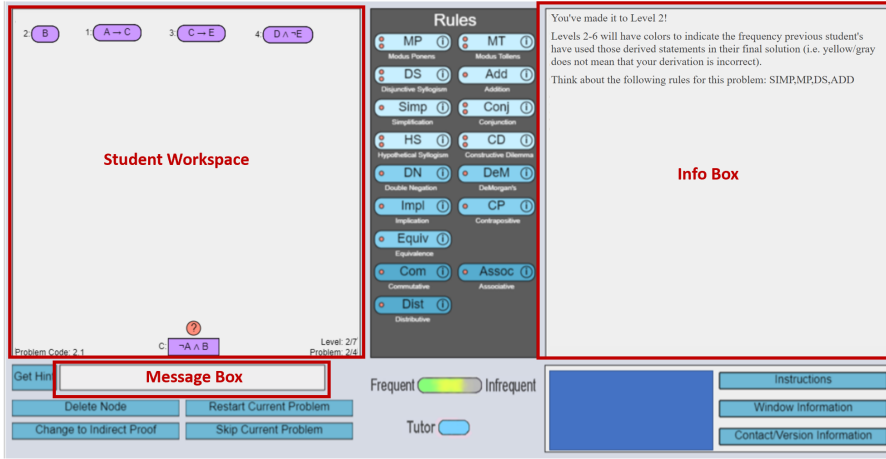 2: B 1: A → C 3: C → E 4: D ∧ ¬E
Student Workspace
?
C: ¬A ∧ B
Problem Code: 2.1
Level: 2/7
Problem: 2/4
Rules
MP i MT i
Modus Ponens Modus Tollens
DS i Add i
Disjunctive Syllogism Addition
Simp i Conj i
Simplification Conjunction
HS i CD i
Hypothetical Syllogism Constructive Dilemma
DN i DeM i
Double Negation DeMorgan's
Impl i CP i
Implication Contrapositive
Equiv i
Equivalence
Com i Assoc i
Commutative Associative
Dist i
Distributive
You've made it to Level 2!
Levels 2-6 will have colors to indicate the frequency previous student's
have used those derived statements in their final solution (i.e. yellow/gray
does not mean that your derivation is incorrect).
Think about the following rules for this problem: SIMP,MP,DS,ADD
Info Box
Get Hint
Message Box
Delete Node Restart Current Problem
Change to Indirect Proof Skip Current Problem
Frequent Infrequent
Tutor
Instructions
Window Information
Contact/Version Information